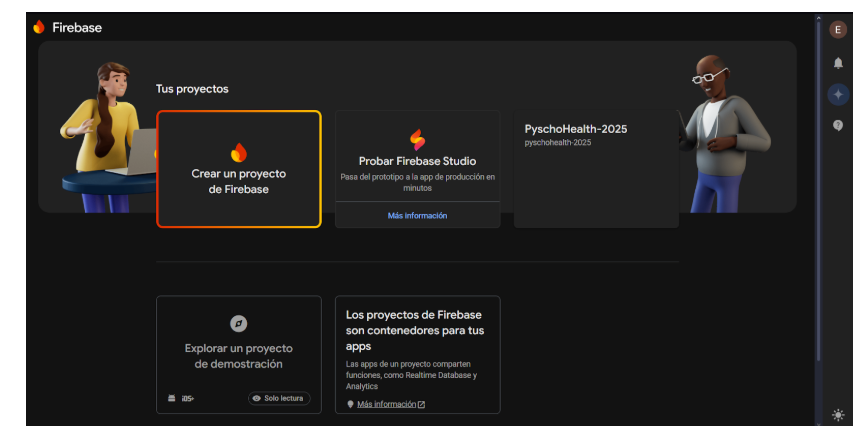 Firebase
E
Tus proyectos
Crear un proyecto
de Firebase
Probar Firebase Studio
Pasa del prototipo a la app de producción en
minutos
Más información
PyschoHealth-2025
pyschohealth-2025
Explorar un proyecto
de demostración
iOS+
Solo lectura
Los proyectos de Firebase
son contenedores para tus
apps
Las apps de un proyecto comparten
funciones, como Realtime Database y
Analytics
Más información